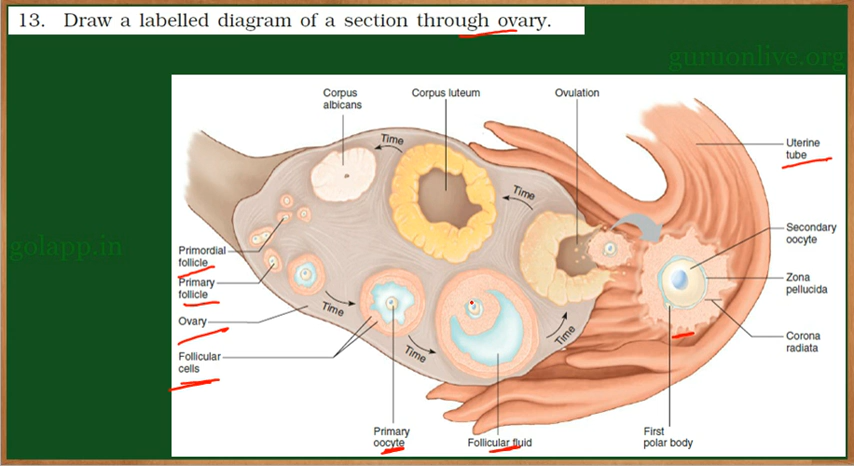 13. Draw a labelled diagram of a section through ovary.
guruonlive.org
Corpus
albicans
Corpus luteum
Ovulation
Time
Uterine
tube
Time
Secondary
oocyte
golapp.in
Primordial
follicle
Primary
follicle
Zona
pellucida
Time
Ovary
Time
Time
Corona
radiata
Follicular
cells
Primary
oocyte
Follicular fluid
First
polar body